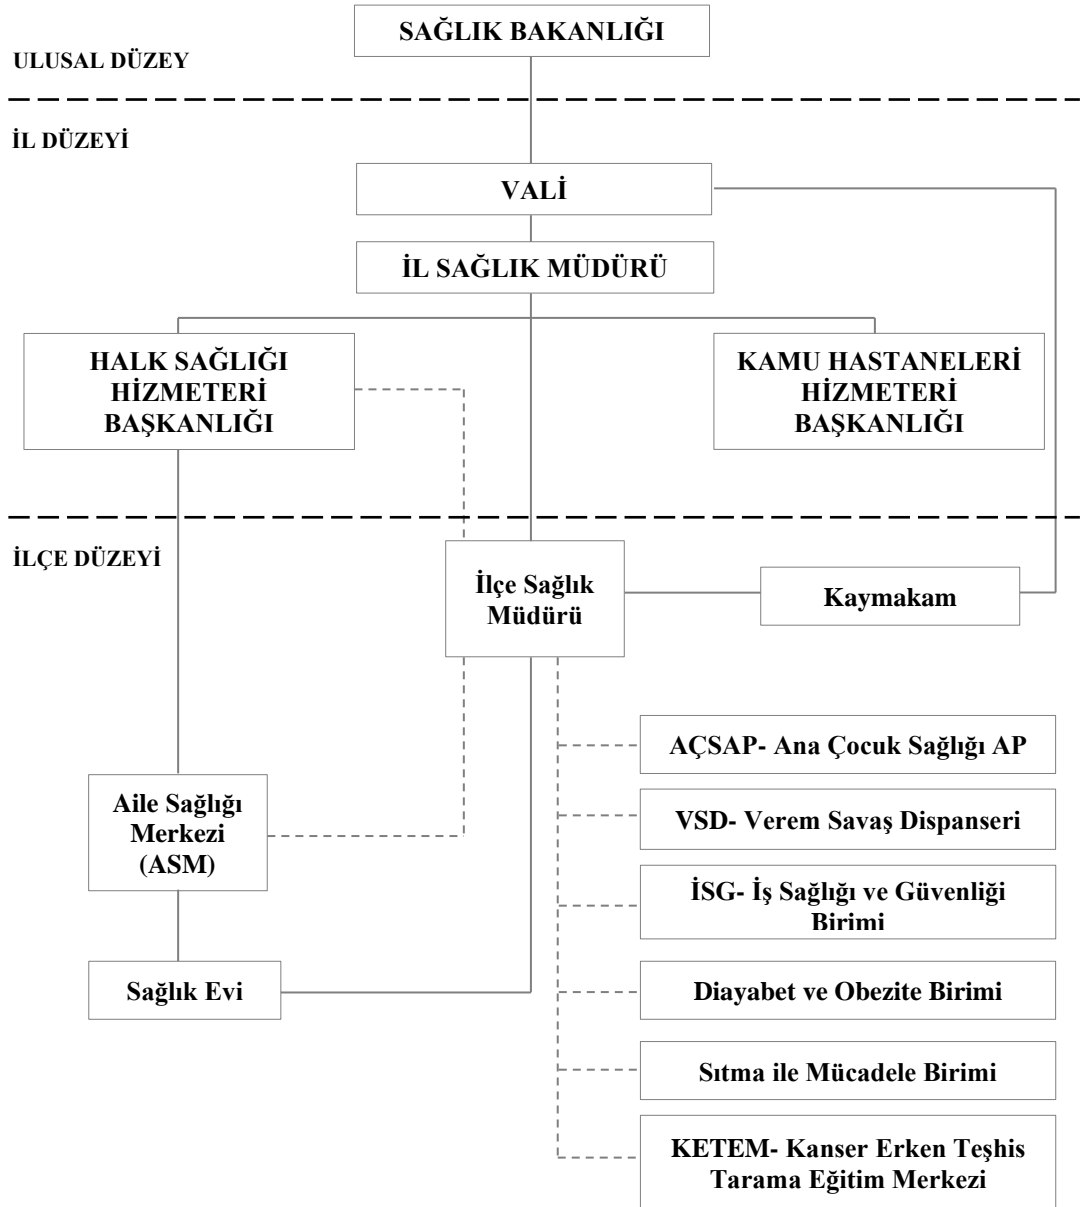 SAĞLIK BAKANLIĞI
ULUSAL DÜZEY
İL DÜZEYİ
VALİ
İL SAĞLIK MÜDÜRÜ
HALK SAĞLIĞI
HİZMETERİ
BAŞKANLIĞI
KAMU HASTANELERİ
HİZMETERİ
BAŞKANLIĞI
İLÇE DÜZEYİ
İlçe Sağlık
Müdürü
Kaymakam
AÇSAP- Ana Çocuk Sağlığı AP
Aile Sağlığı
Merkezi
(ASM)
VSD- Verem Savaş Dispanseri
İSG- İş Sağlığı ve Güvenliği
Birimi
Sağlık Evi
Diayabet ve Obezite Birimi
Sıtma ile Mücadele Birimi
KETEM- Kanser Erken Teşhis
Tarama Eğitim Merkezi